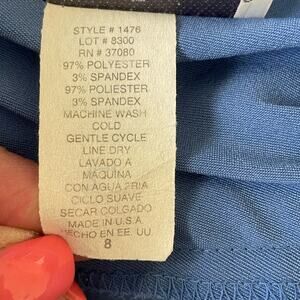 STYLE # 1476
LOT # 8300
RN # 37080
97% POLYESTER
3% SPANDEX
97% POLIESTER
3% SPANDEX
MACHINE WASH
COLD
GENTLE CYCLE
LINE DRY
LAVADO A
MAQUINA
CON AGUA FRIA
CICLO SUAVE
SECAR COLGADO
MADE IN U.S.A
HECHO EN EE. UU.
8